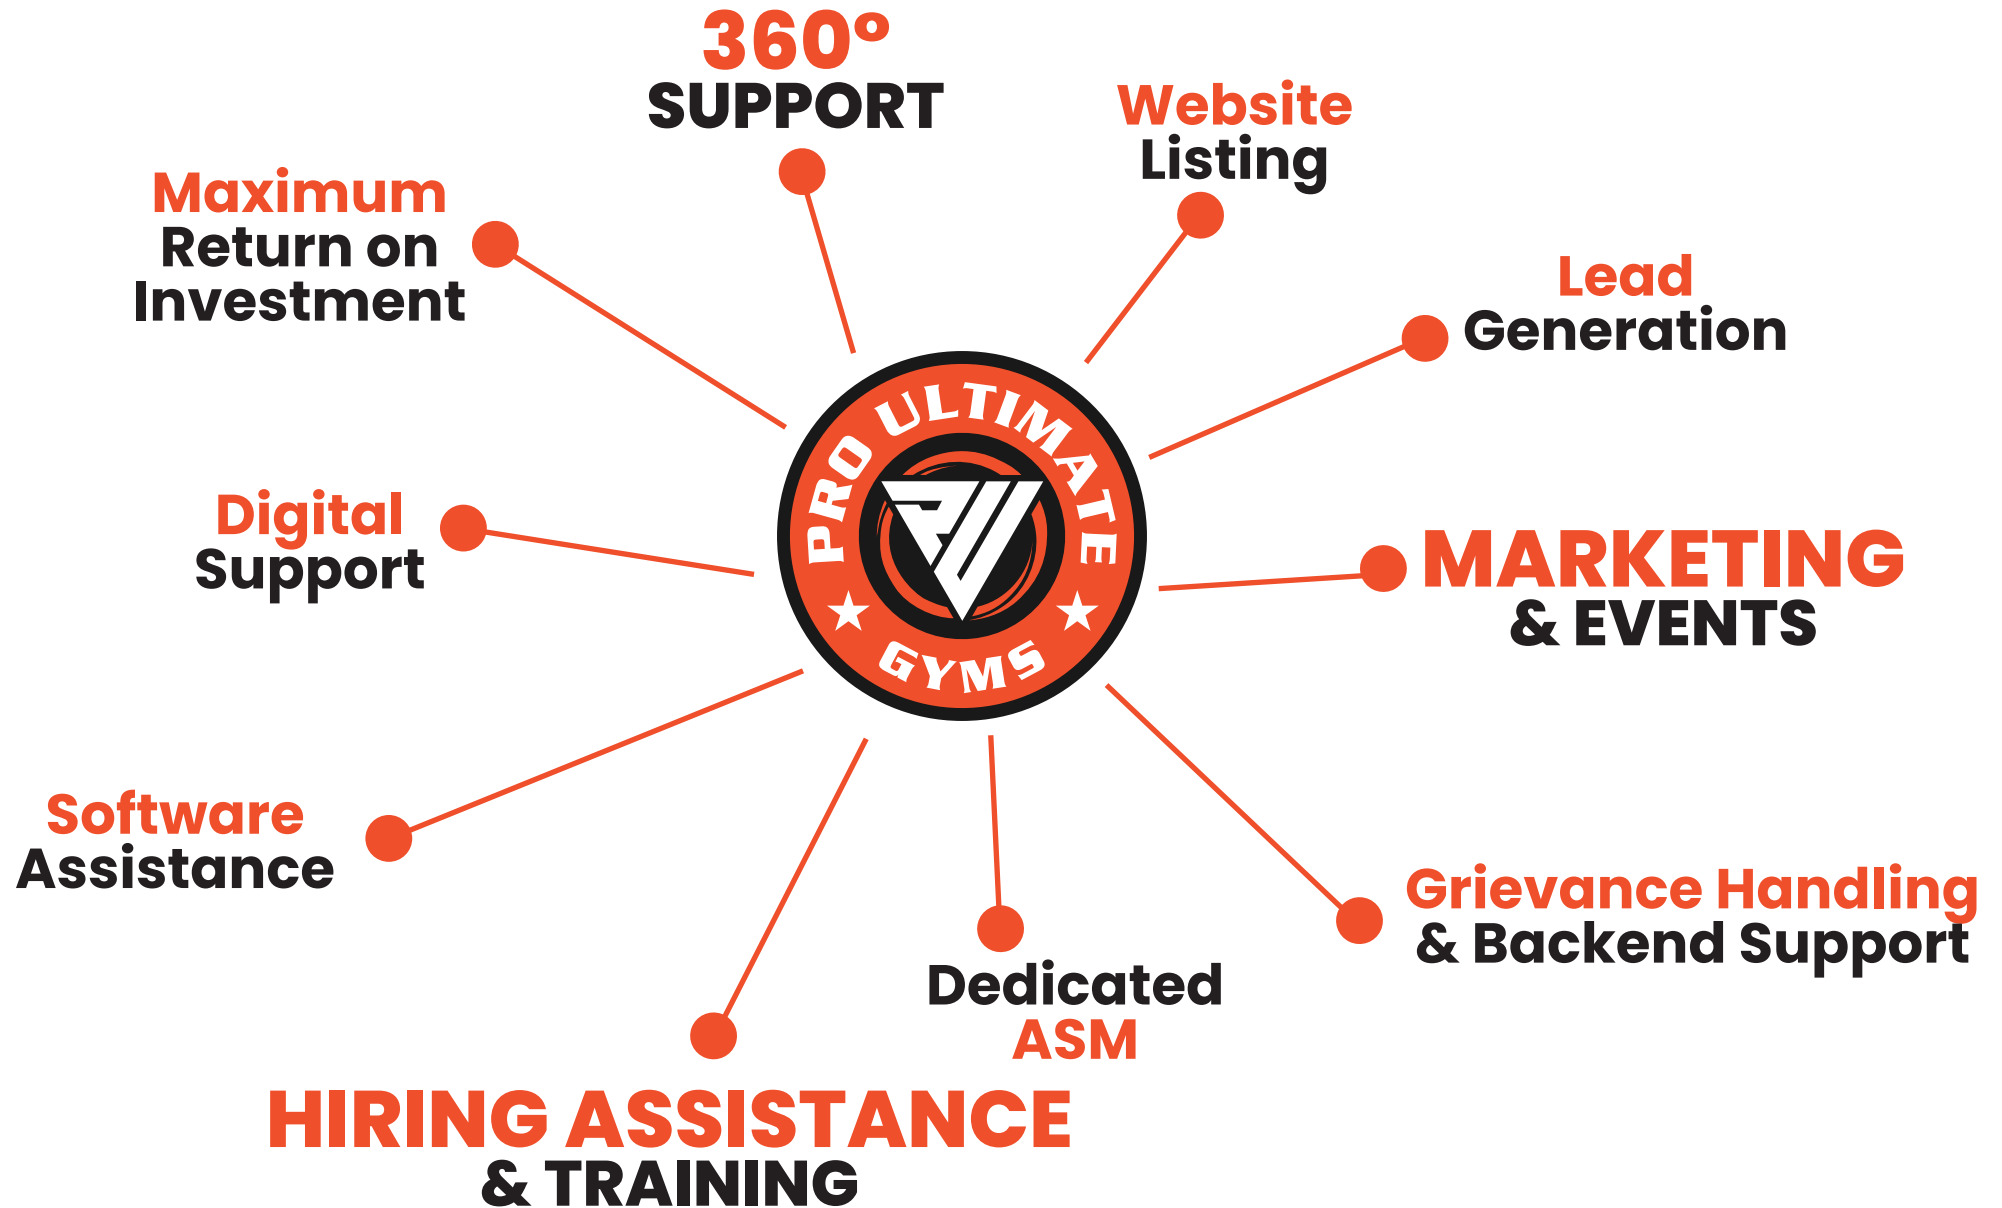 360°
SUPPORT
Website
Listing
Maximum
Return on
Investment
Lead
Generation
PRO ULTIMATE
GYMS
Digital
Support
MARKETING
& EVENTS
Software
Assistance
Grievance Handling
& Backend Support
Dedicated
ASM
HIRING ASSISTANCE
& TRAINING